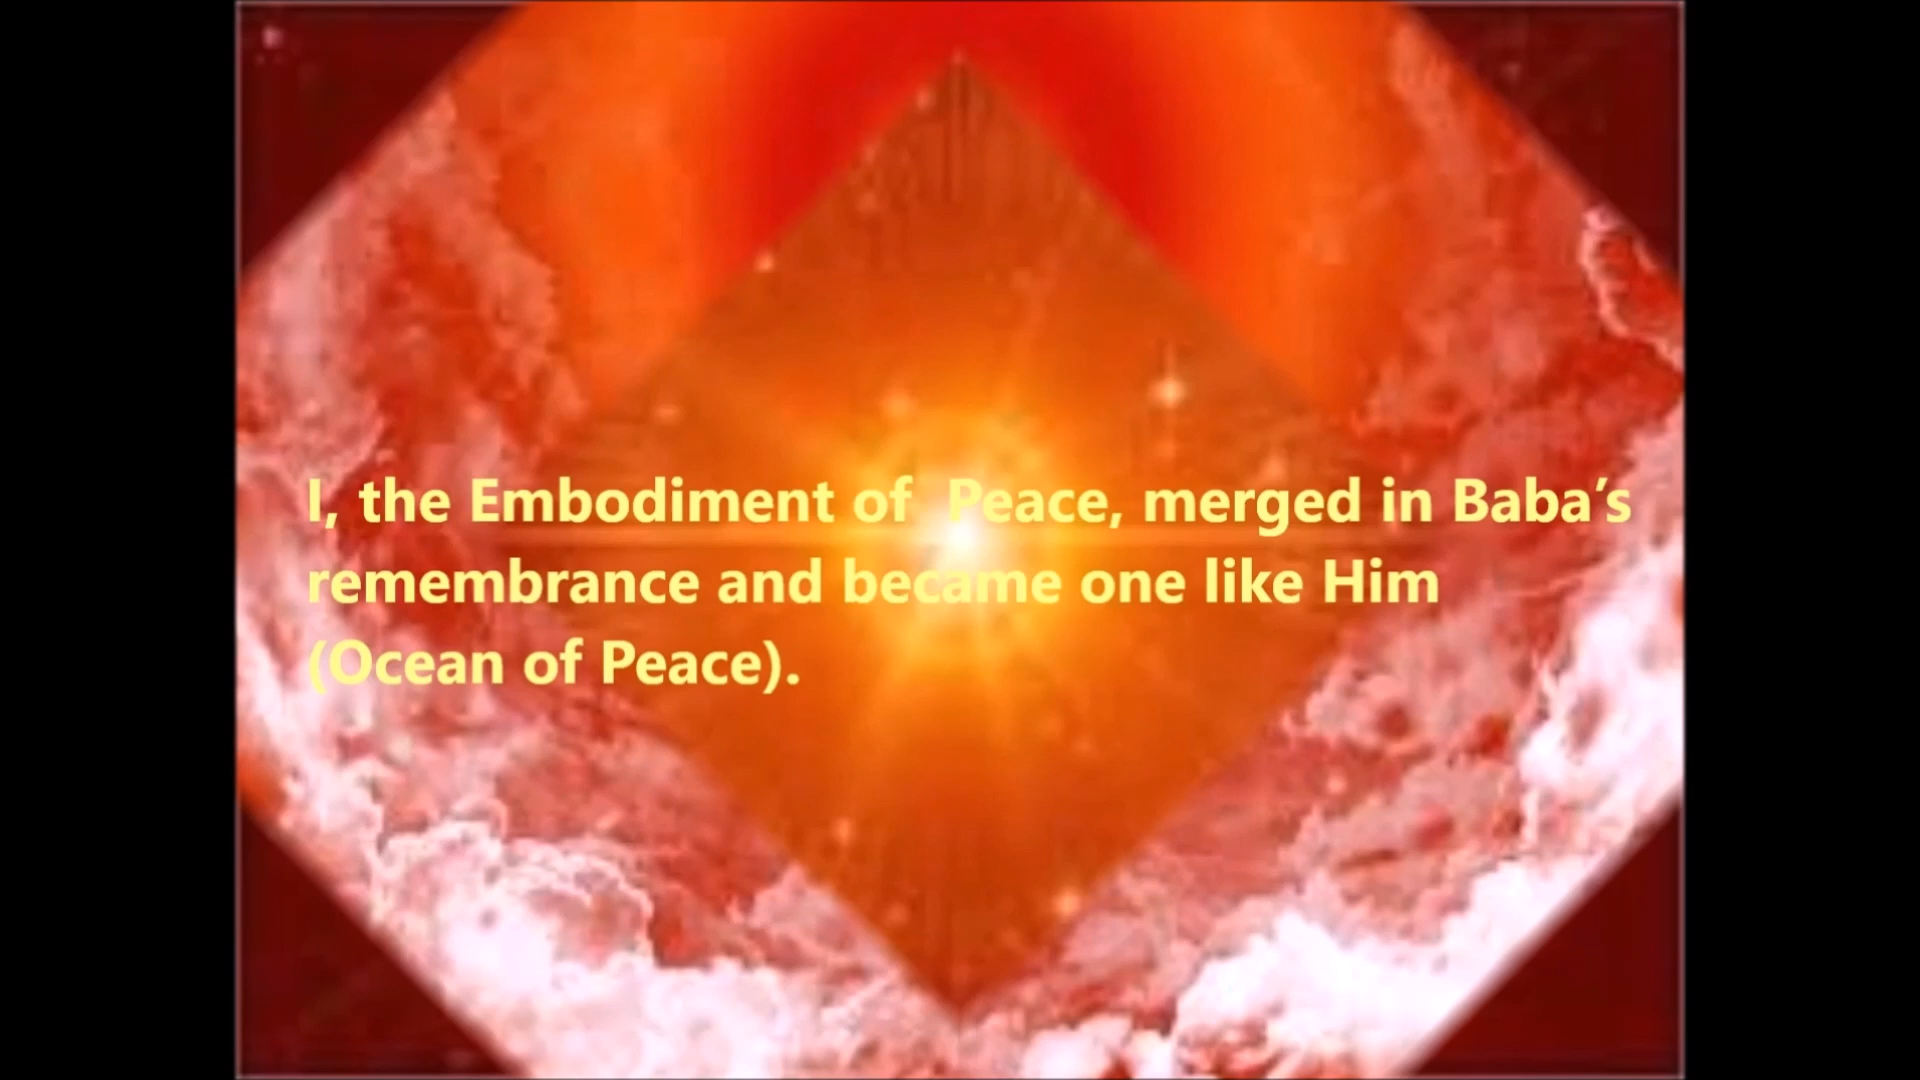 I, the Embodiment of  Peace, merged in Baba’s
remembrance and became one like Him
(Ocean of Peace).